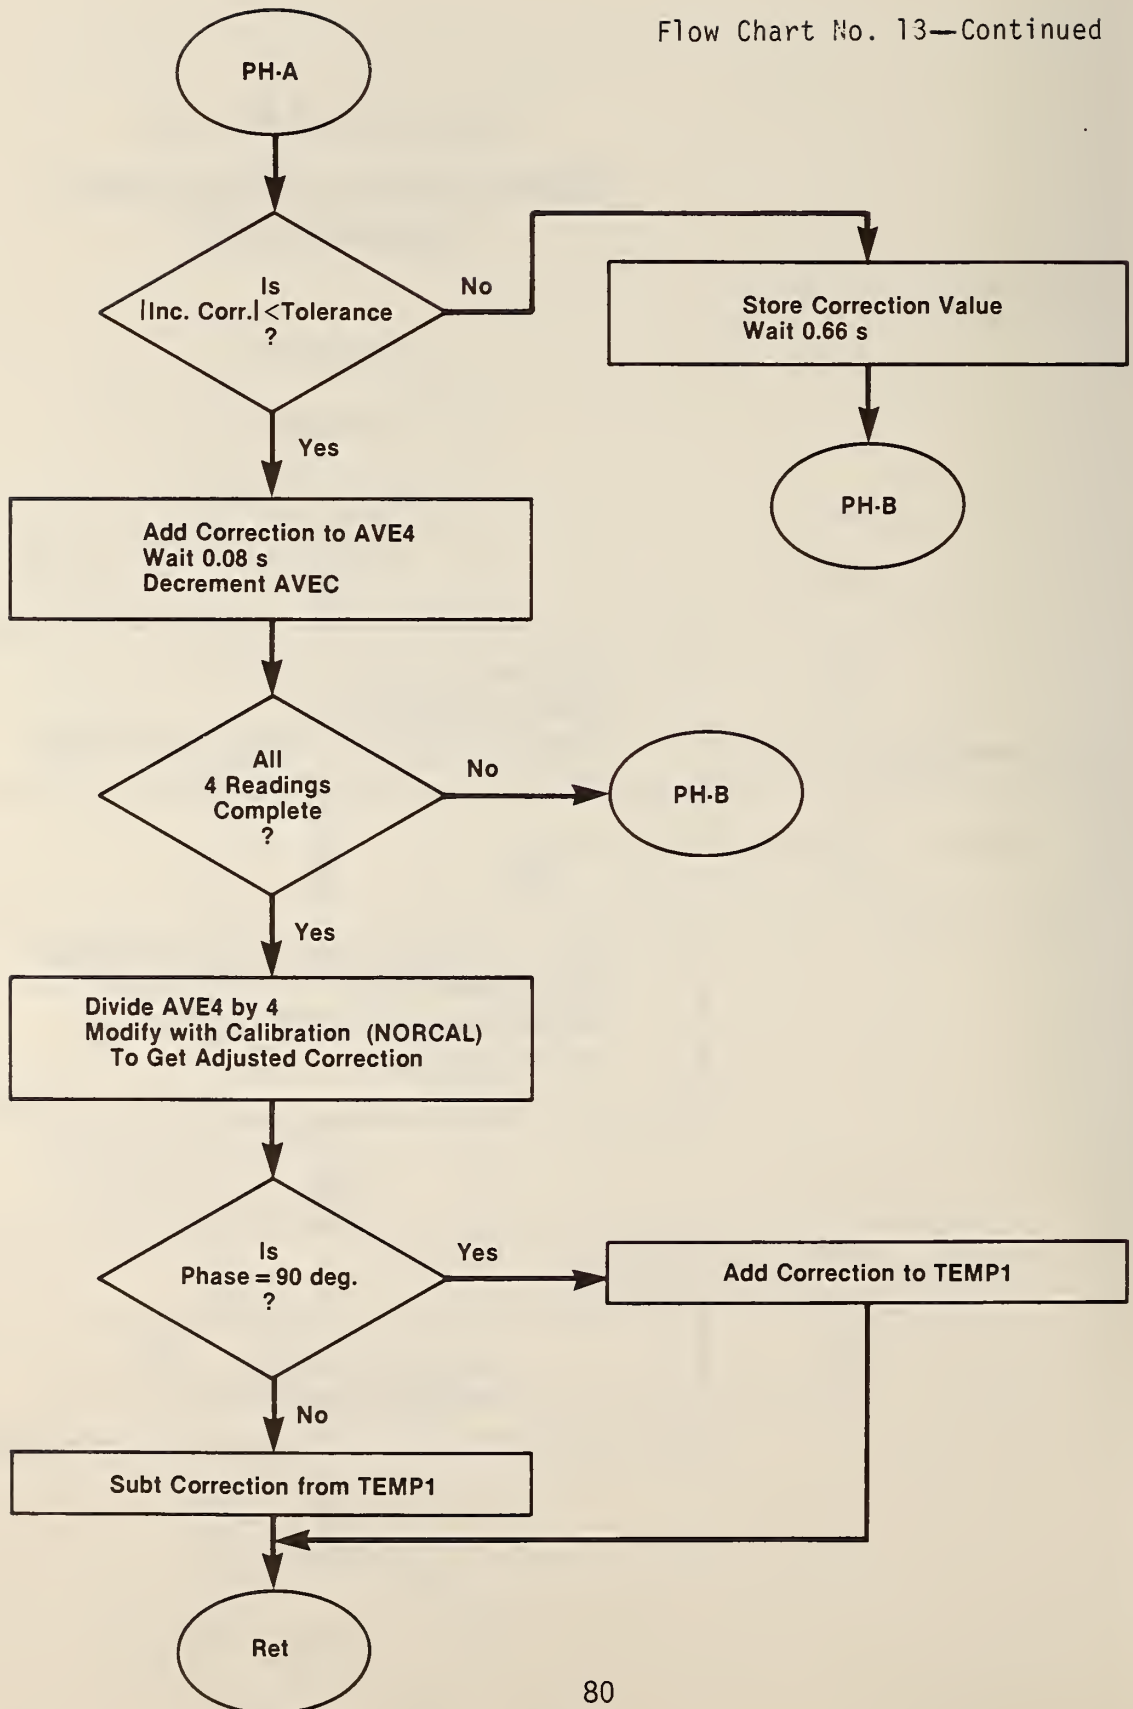 Flow Chart No. 13—Continued
PH-A
Is
|Inc. Corr.| <Tolerance
?
No
Store Correction Value
Wait 0.66 s
PH-B
Yes
Add Correction to AVE4
Wait 0.08 s
Decrement AVEC
All
4 Readings
Complete
?
No
PH-B
Yes
Divide AVE4 by 4
Modify with Calibration (NORCAL)
To Get Adjusted Correction
Is
Phase = 90 deg.
?
Yes
Add Correction to TEMP1
No
Subt Correction from TEMP1
Ret
80